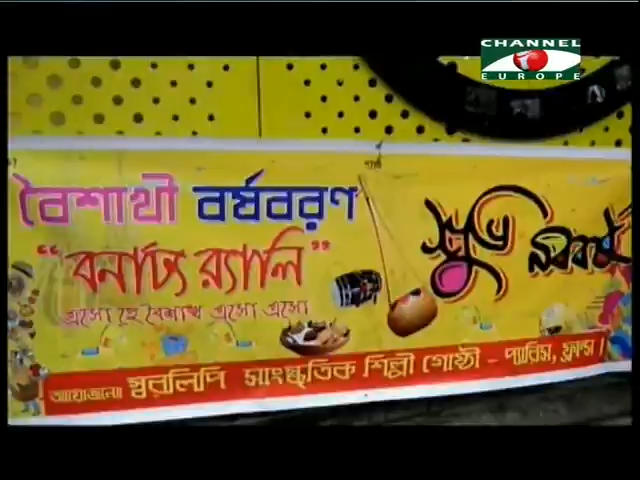 CHANNEL i
EUROPE
বৈশাখী বর্ষবরণ
"বর্নাঢ্য র‍্যালি"
এসো হে বৈশাখ এসো এসো
শুভ নববর্ষ
আয়োজনেঃ স্বরলিপি সাংস্কৃতিক শিল্পী গোষ্ঠী - প্যারিস, ফ্রান্স।